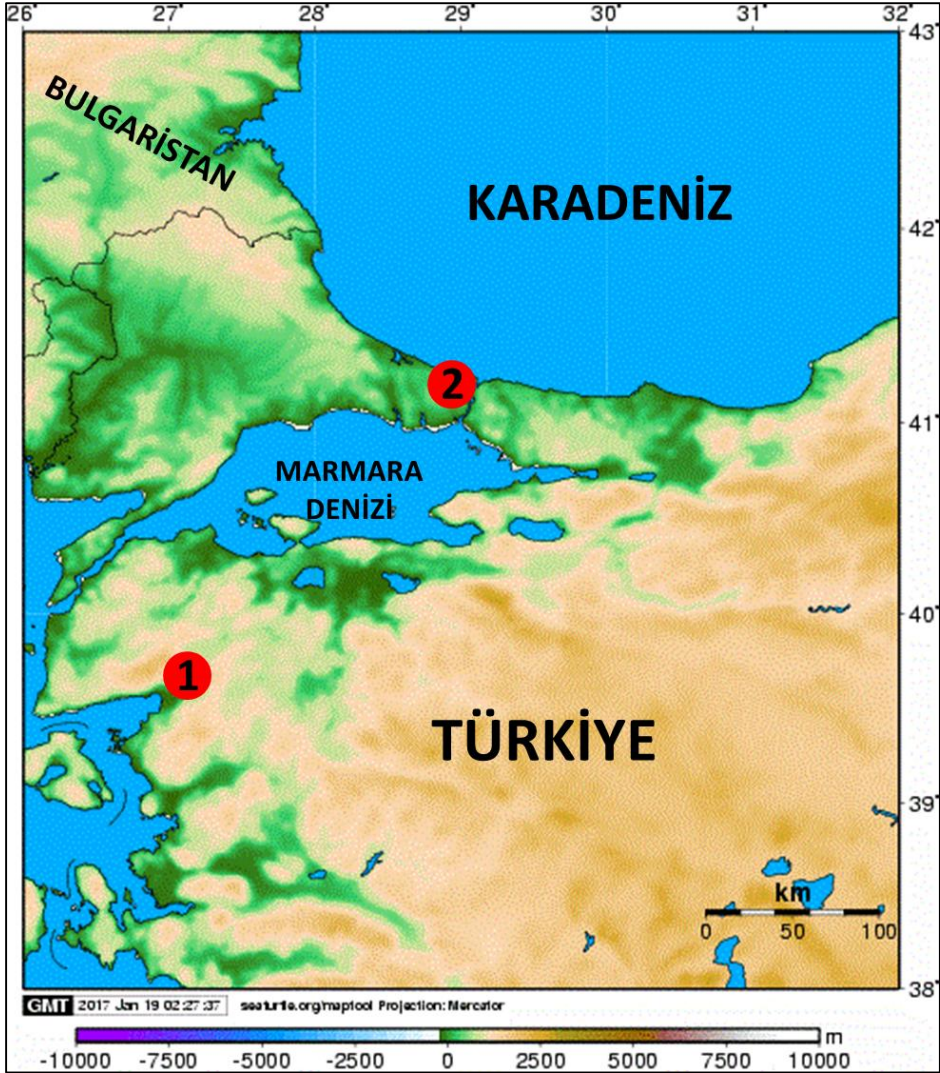 26° 27 28 29 30 31 32°
43°
BULGARİSTAN
KARADENİZ
42°
2
41°
MARMARA
DENİZİ
40°
1
TÜRKİYE
39°
km
0 50 100
38°
GMT 2017 Jan 19 02:27:37 seaturtle.org/maptool Projection: Mercator
m
-10000 -7500 -5000 -2500 0 2500 5000 7500 10000